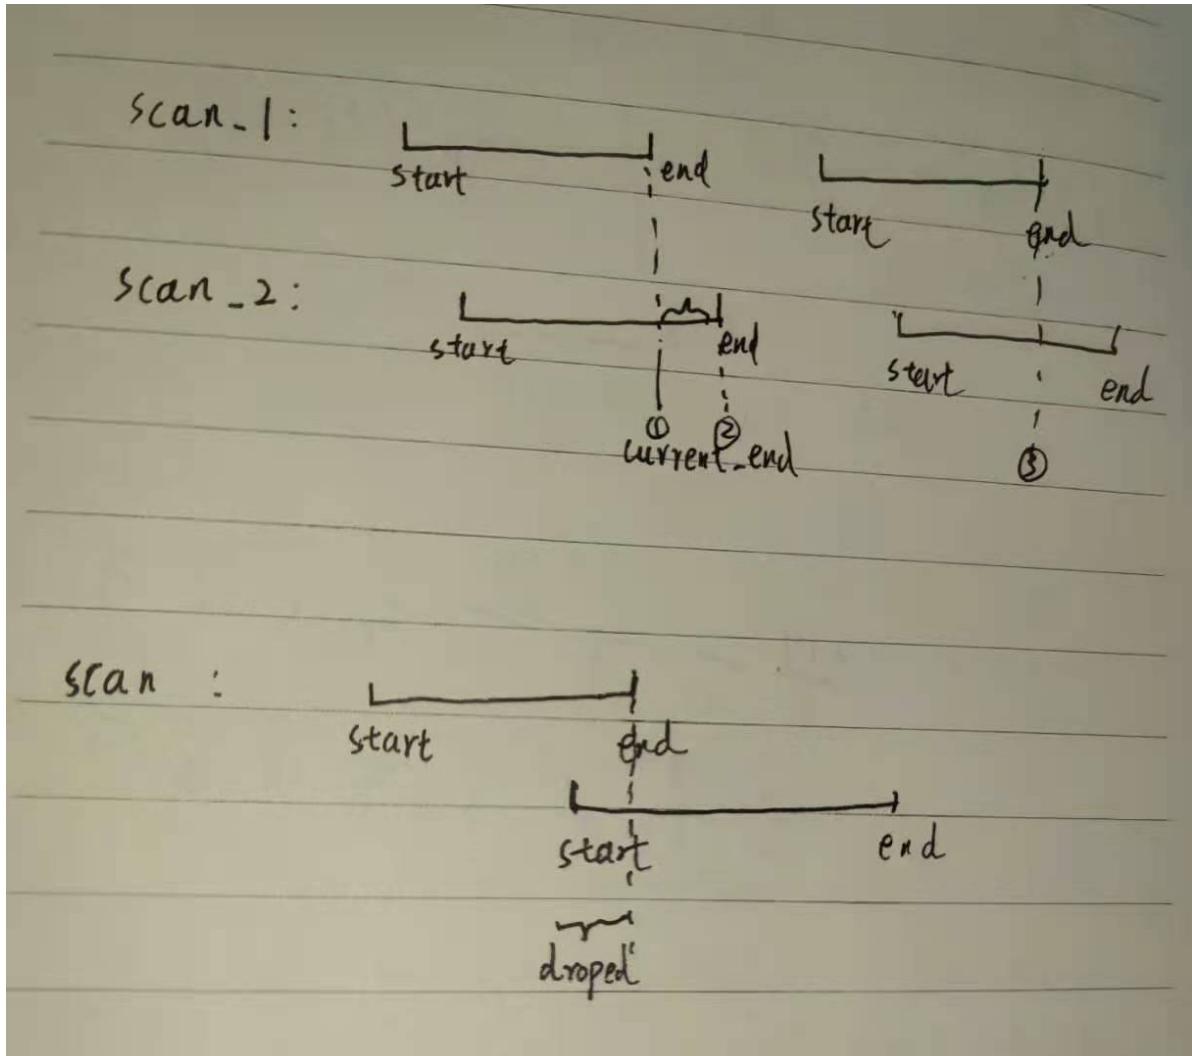 scan_1:
start end start end
scan_2:
start end start end
① ② ③
current_end
scan :
start end
start end
droped